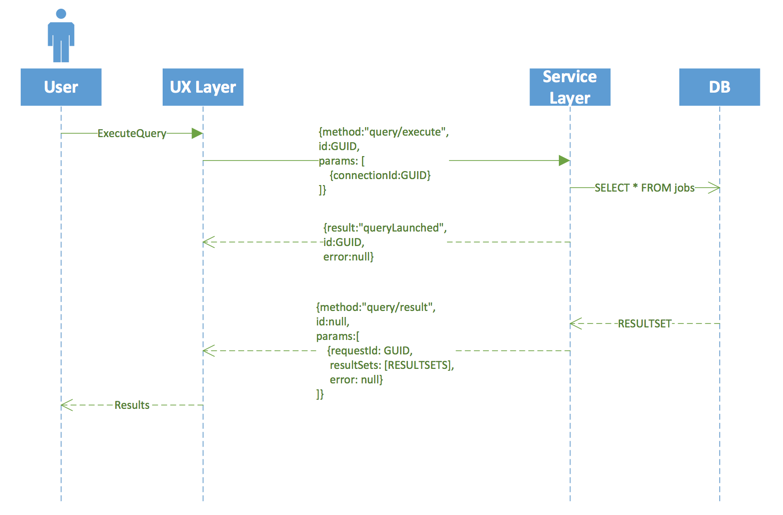 User
UX Layer
Service
Layer
DB
ExecuteQuery
{method:"query/execute",
id:GUID,
params: [
{connectionId:GUID}
]}
SELECT * FROM jobs
{result:"queryLaunched",
id:GUID,
error:null}
{method:"query/result",
id:null,
params:[
{requestId: GUID,
resultSets: [RESULTSETS],
error: null}
]}
RESULTSET
Results